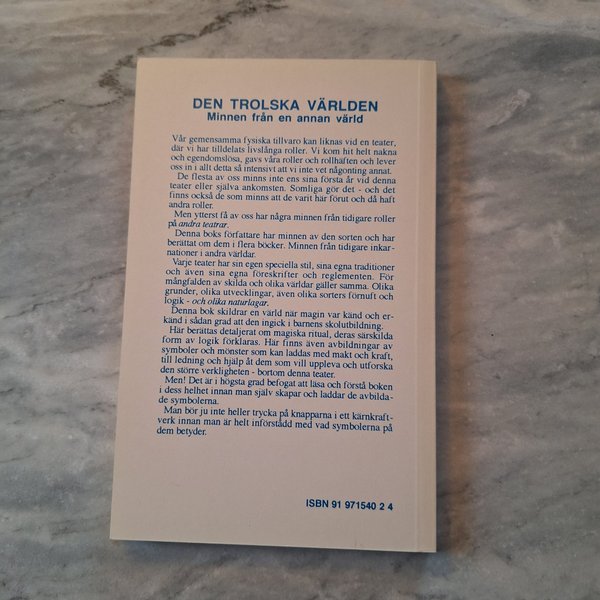 DEN TROLSKA VÄRLDEN
Minnen från en annan värld
Vår gemensamma fysiska tillvaro kan liknas vid en teater,
där vi har tilldelats livslånga roller. Vi kom hit helt nakna
och egendomslösa, gavs våra roller och rollhäften och lever
oss in i allt detta så intensivt att vi inte vet någonting annat.
De flesta av oss minns inte ens sina första år vid denna
teater eller själva ankomsten. Somliga gör det - och det
finns också de som minns att de varit här förut och då haft
andra roller.
Men ytterst få av oss har några minnen från tidigare roller
på andra teatrar.
Denna boks författare har minnen av den sorten och har
berättat om dem i flera böcker. Minnen från tidigare inkar-
nationer i andra världar.
Varje teater har sin egen speciella stil, sina egna traditioner
och även sina egna föreskrifter och reglementen. För
mångfalden av skilda och olika världar gäller samma. Olika
grunder, olika utvecklingar, även olika sorters förnuft och
logik - och olika naturlagar.
Denna bok skildrar en värld när magin var känd och er-
känd i sådan grad att den ingick i barnens skolutbildning.
Här berättas detaljerat om magiska ritual, deras särskilda
form av logik förklaras. Här finns även avbildningar av
symboler och mönster som kan laddas med makt och kraft,
till ledning och hjälp åt dem som vill uppleva och utforska
den större verkligheten - bortom denna teater.
Men! Det är i högsta grad befogat att läsa och förstå boken
i dess helhet innan man själv skapar och laddar de avbilda-
de symbolerna.
Man bör ju inte heller trycka på knapparna i ett kärnkraft-
verk innan man är helt införstådd med vad symbolerna på
dem betyder.
ISBN 91 971540 2 4